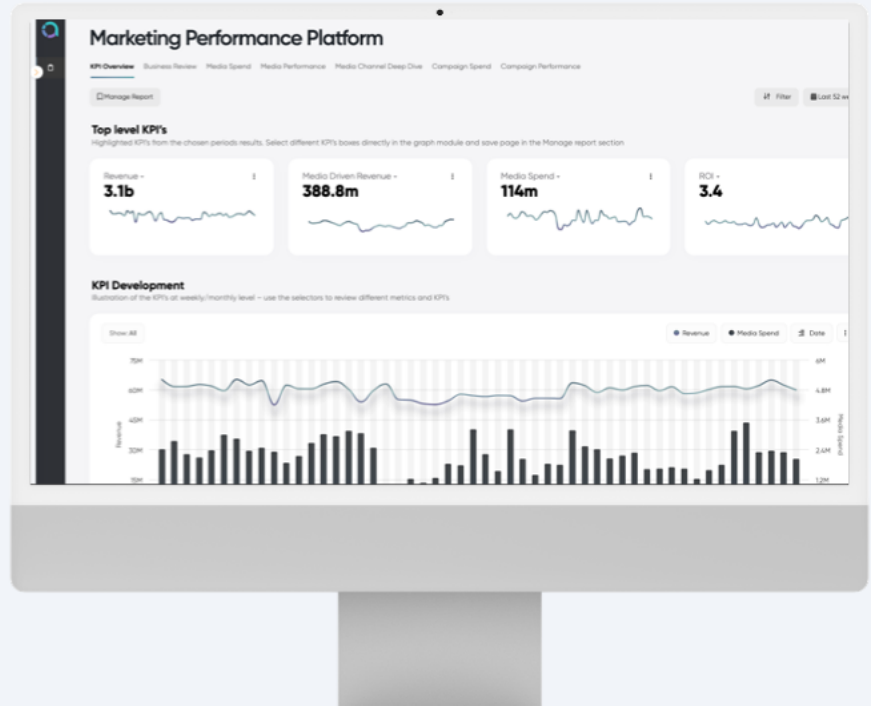 Marketing Performance Platform
KPI Overview Business Review Media Spend Media Performance Media Channel Deep Dive Campaign Spend Campaign Performance
Manage Report Filter Last 52 we
Top level KPI's
Highlighted KPI's from the chosen periods results. Select different KPI's boxes directly in the graph module and save page in the Manage report section
Revenue Media Driven Revenue Media Spend ROI
3.1b 388.8m 114m 3.4
KPI Development
Illustration of the KPI's at weekly/monthly level – use the selectors to review different metrics and KPI's
Show: All Revenue Media Spend Date
75M 6M
60M 4.8M
45M 3.6M
Revenue Media Spend
30M 2.4M
15M 1.2M